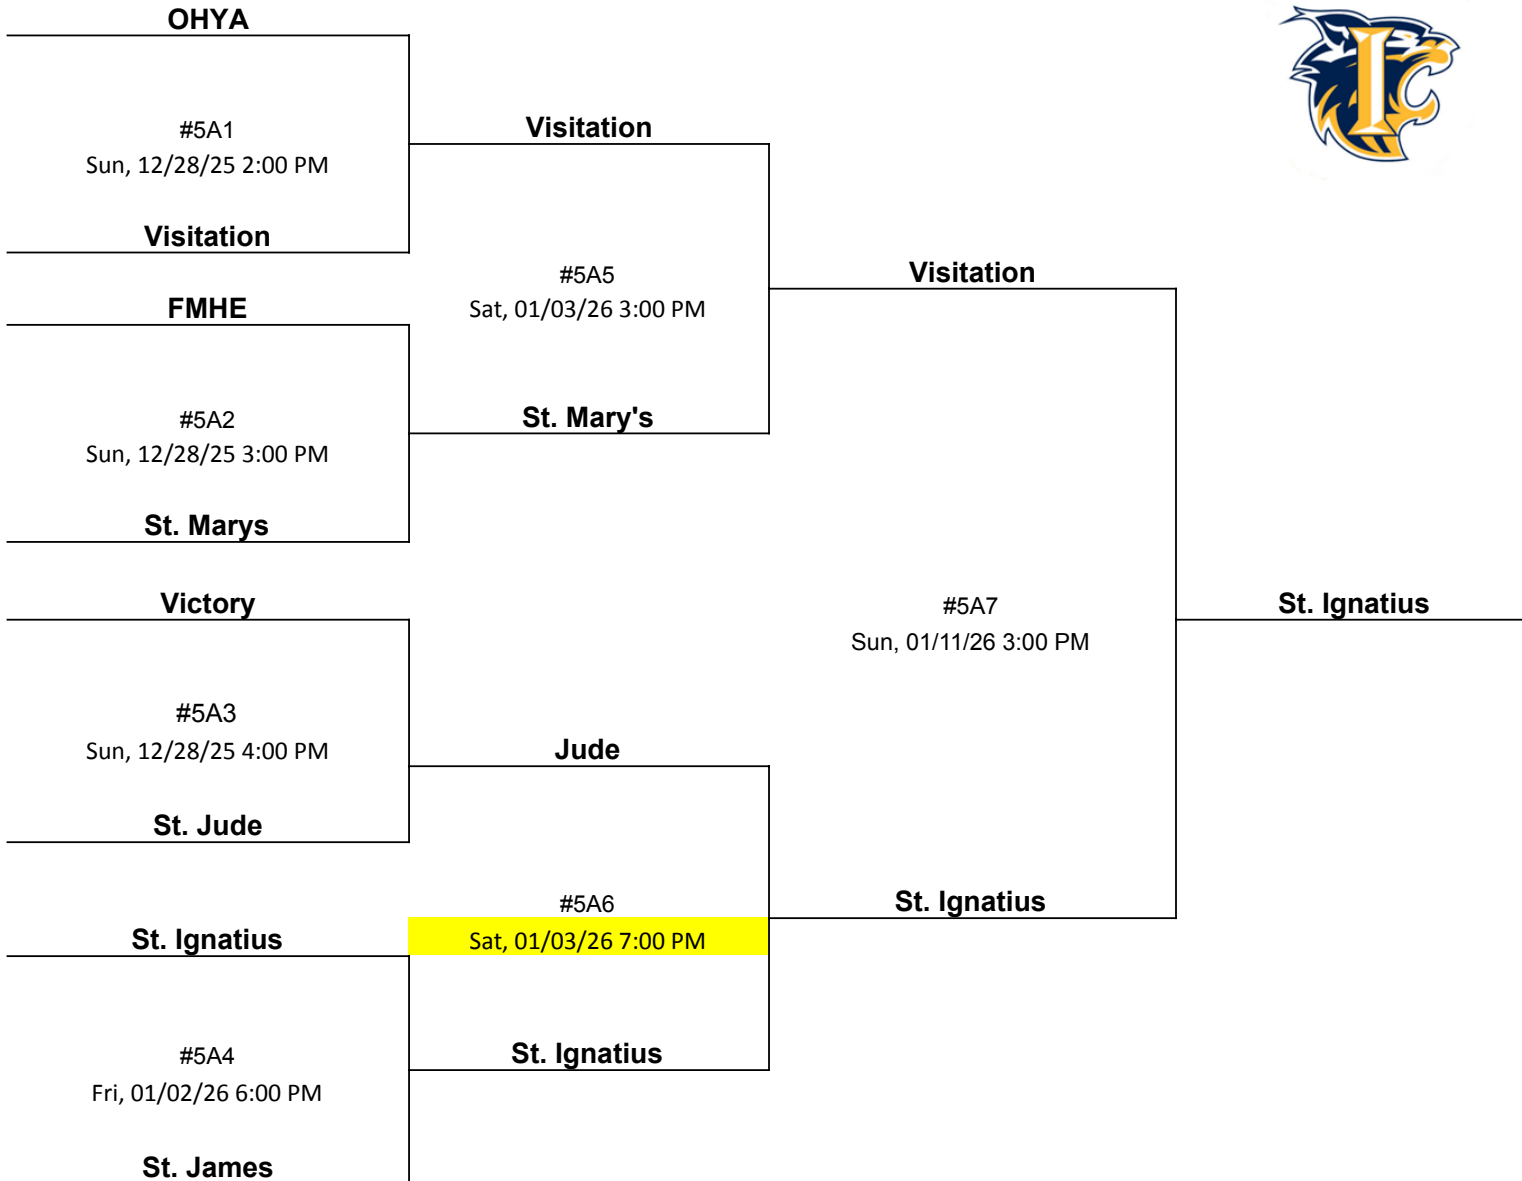 OHYA
#5A1
Sun, 12/28/25 2:00 PM
Visitation
Visitation
#5A5
Sat, 01/03/26 3:00 PM
Visitation
FMHE
#5A2
Sun, 12/28/25 3:00 PM
St. Mary's
St. Marys
Victory
#5A7
Sun, 01/11/26 3:00 PM
St. Ignatius
#5A3
Sun, 12/28/25 4:00 PM
Jude
St. Jude
#5A6
Sat, 01/03/26 7:00 PM
St. Ignatius
St. Ignatius
#5A4
Fri, 01/02/26 6:00 PM
St. Ignatius
St. James
IC